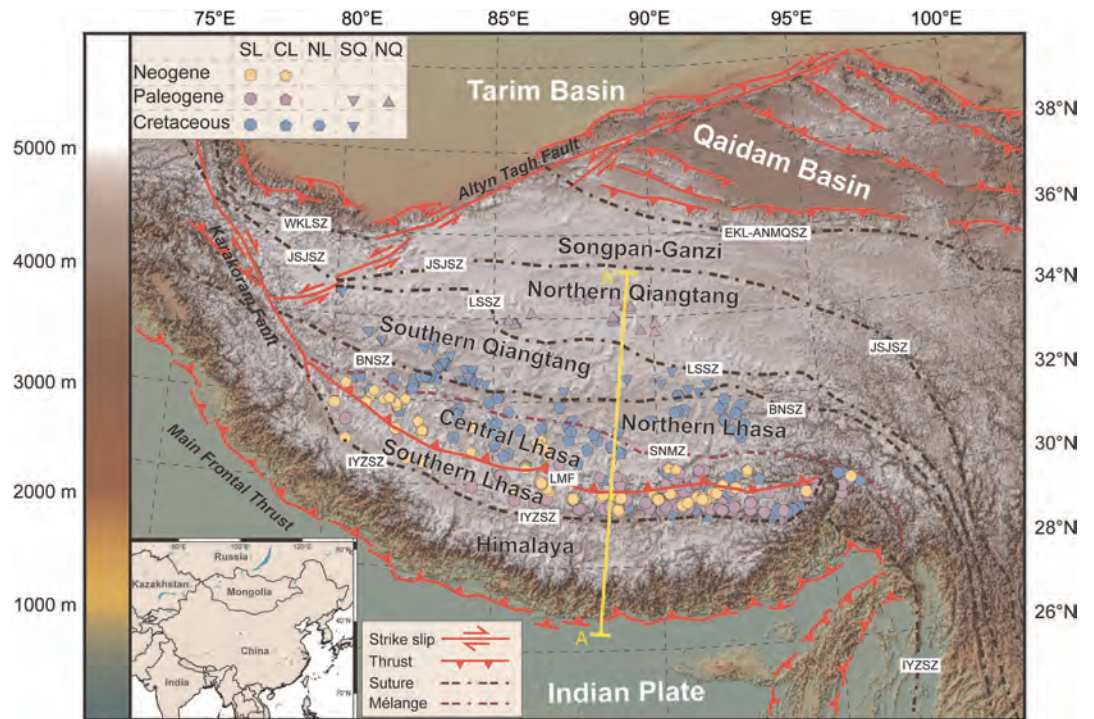 75°E
80°E
85°E
90°E
95°E
100°E
SL CL NL SQ NQ
Neogene
Paleogene
Cretaceous
5000 m
4000 m
3000 m
2000 m
1000 m
38°N
36°N
34°N
32°N
30°N
28°N
26°N
Tarim Basin
Qaidam Basin
Altyn Tagh Fault
WKLSZ
EKL-ANMQSZ
Karakoram Fault
JSJSZ
JSJSZ
Songpan-Ganzi
A
Northern Qiangtang
LSSZ
Southern Qiangtang
JSJSZ
BNSZ
LSSZ
BNSZ
Central Lhasa
Northern Lhasa
SNMZ
Main Frontal Thrust
IYZSZ
Southern Lhasa
LMF
IYZSZ
Himalaya
A
IYZSZ
Indian Plate
60°E
100°E
120°E
Russia
Kazakhstan
Mongolia
China
India
Strike slip
Thrust
Suture
Mélange